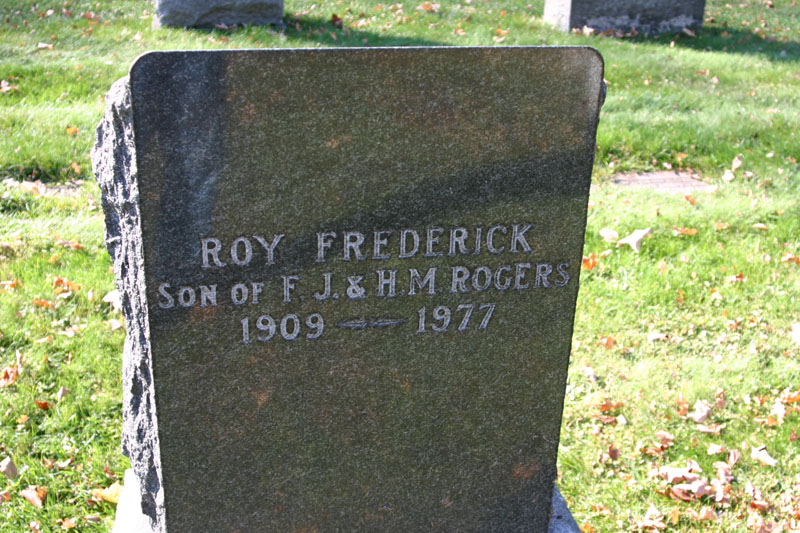 ROY FREDERICK
SON OF F. J. & H. M ROGERS
1909 — 1977